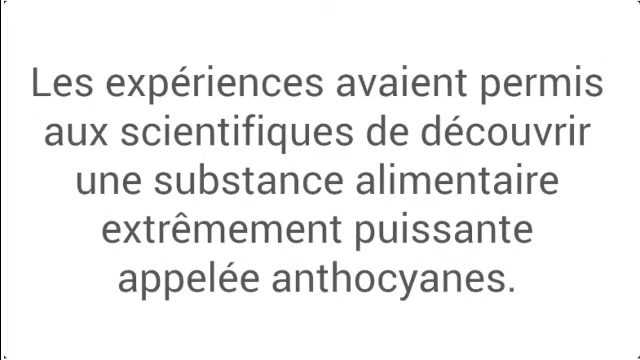 Les expériences avaient permis
aux scientifiques de découvrir
une substance alimentaire
extrêmement puissante
appelée anthocyanes.